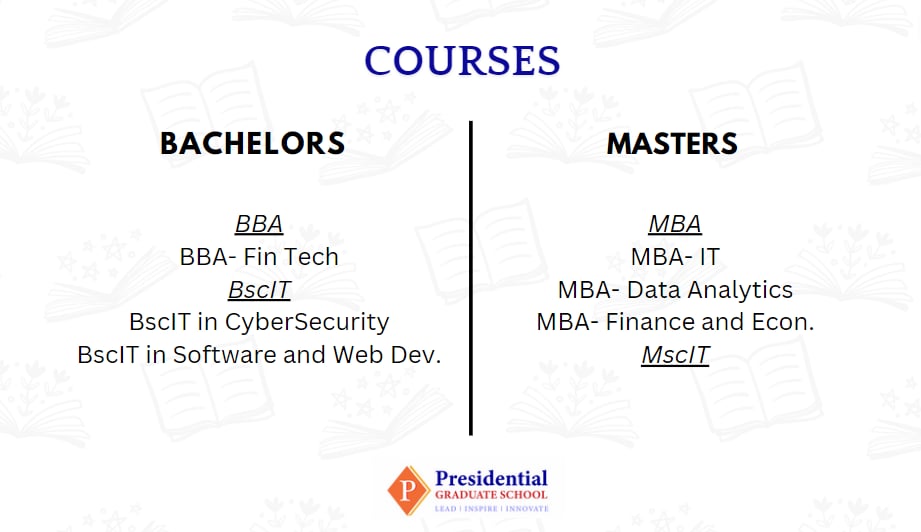 COURSES
BACHELORS
BBA
BBA- Fin Tech
BscIT
BscIT in CyberSecurity
BscIT in Software and Web Dev.
MASTERS
MBA
MBA- IT
MBA- Data Analytics
MBA- Finance and Econ.
MscIT
P
Presidential
GRADUATE SCHOOL
LEAD | INSPIRE | INNOVATE